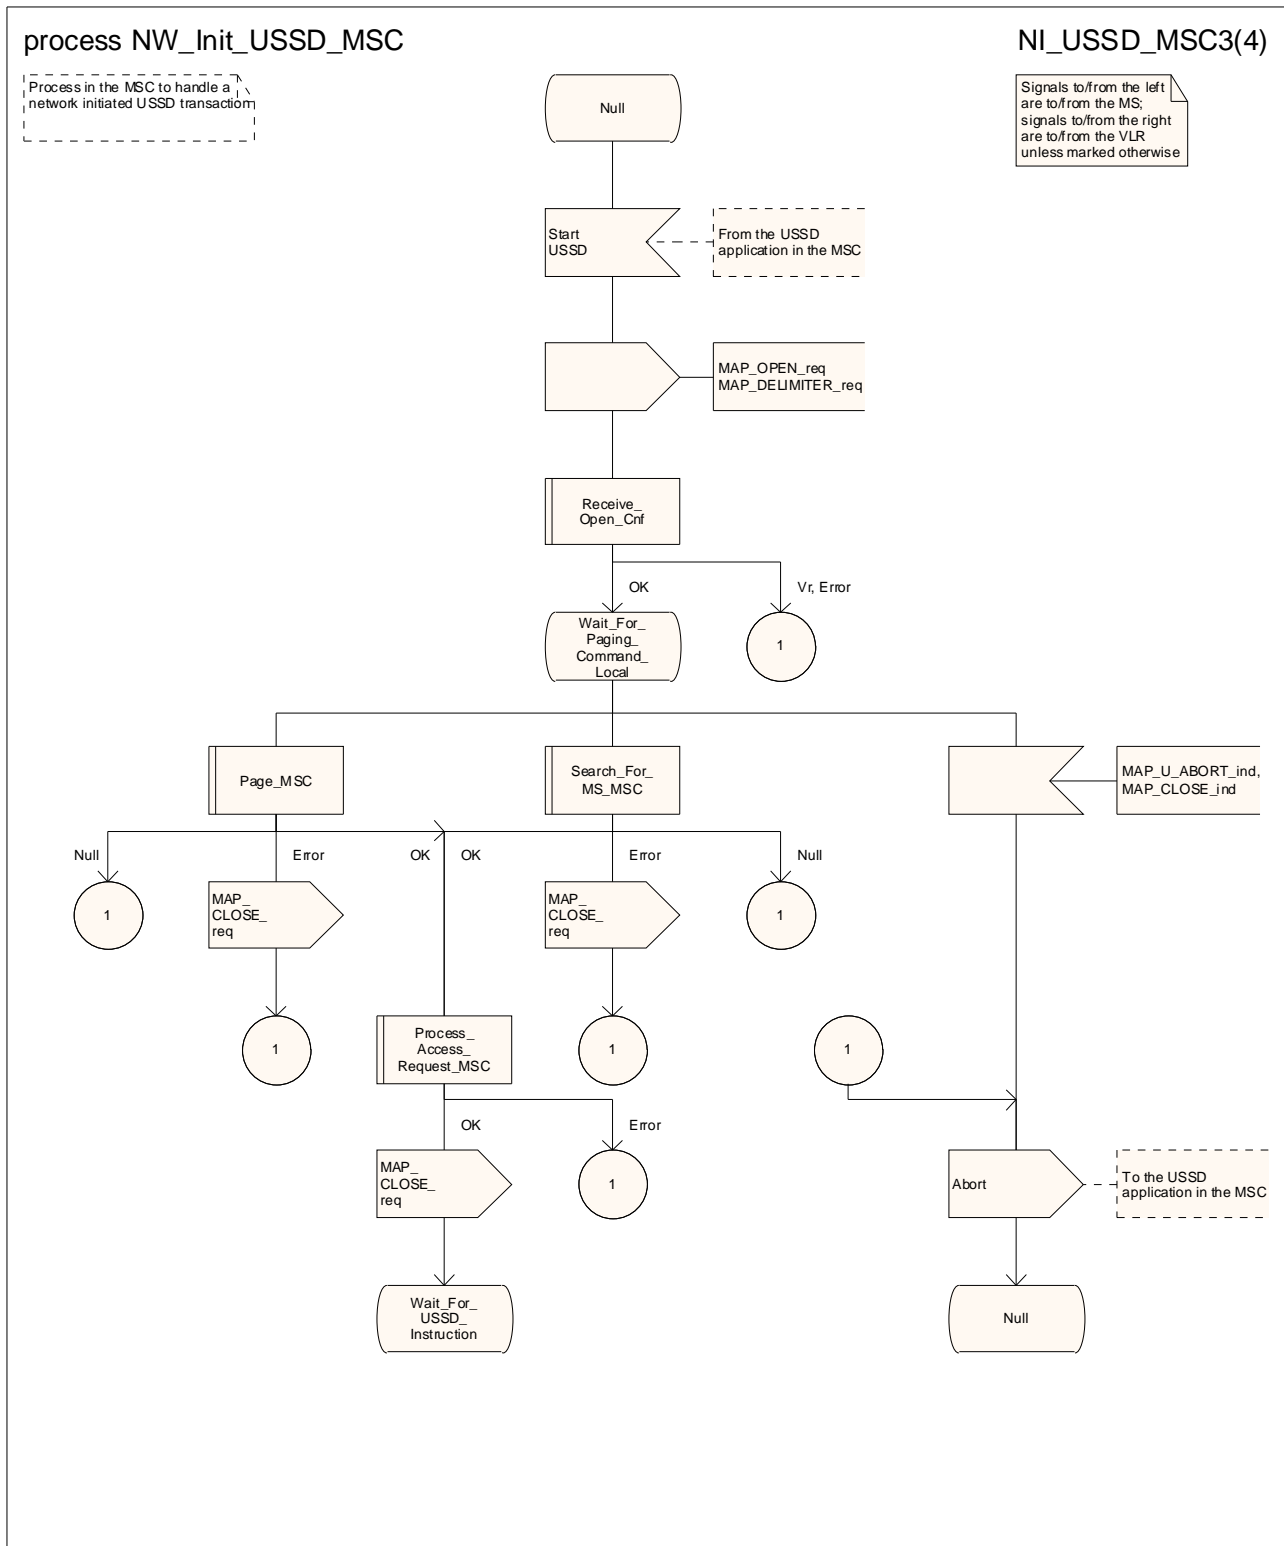 process NW_Init_USSD_MSC
NI_USSD_MSC3(4)
Process in the MSC to handle a
network initiated USSD transaction
Signals to/from the left
are to/from the MS;
signals to/from the right
are to/from the VLR
unless marked otherwise
Null
Start
USSD
From the USSD
application in the MSC
MAP_OPEN_req
MAP_DELIMITER_req
Receive_
Open_Cnf
OK
Vr, Error
Wait_For_
Paging_
Command_
Local
1
Page_MSC
Search_For_
MS_MSC
MAP_U_ABORT_ind,
MAP_CLOSE_ind
Null
Error
OK
OK
Error
Null
1
MAP_
CLOSE_
req
MAP_
CLOSE_
req
1
1
Process_
Access_
Request_MSC
1
1
OK
Error
MAP_
CLOSE_
req
1
Abort
To the USSD
application in the MSC
Wait_For_
USSD_
Instruction
Null